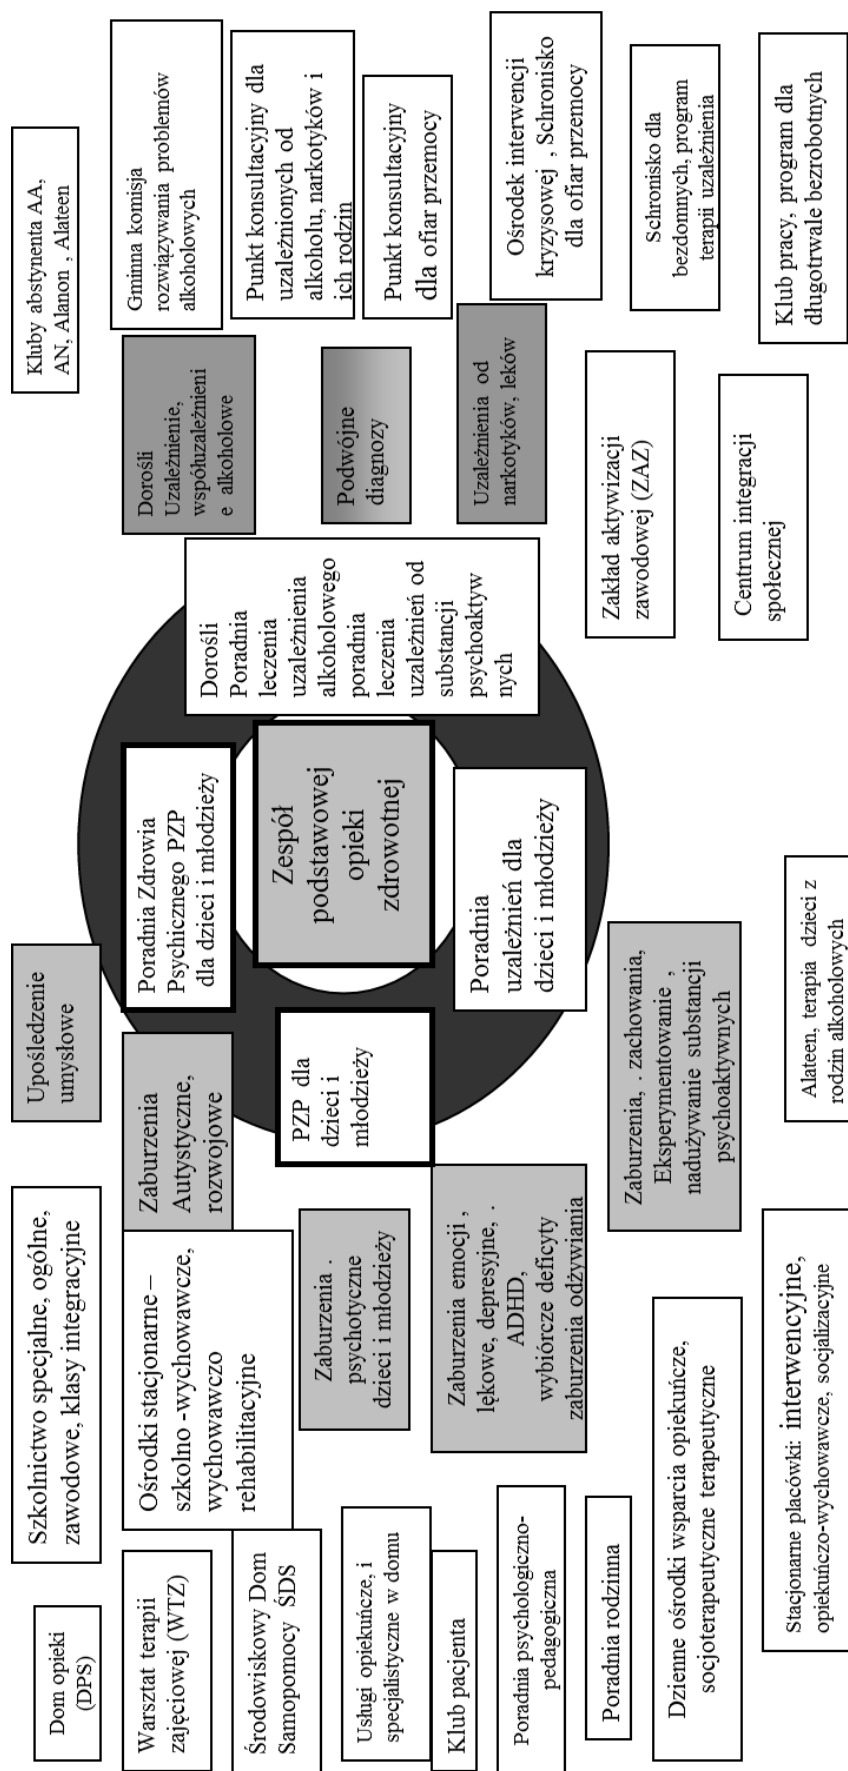 Dom opieki
(DPS)
Szkolnictwo specjalne, ogólne,
zawodowe, klasy integracyjne
Upośledzenie
umysłowe
Kluby abstynenta AA,
AN, Alanon , Alateen
Warsztat terapii
zajęciowej (WTZ)
Ośrodki stacjonarne –
szkolno -wychowawcze,
wychowawczo
rehabilitacyjne
Zaburzenia
Autystyczne,
rozwojowe
Poradnia Zdrowia
Psychicznego PZP
dla dzieci i młodzieży
Dorośli
Uzależnienie,
współuzależnieni
e alkoholowe
Gminna komisja
rozwiązywania problemów
alkoholowych
Środowiskowy Dom
Samopomocy ŚDS
Zaburzenia .
psychotyczne
dzieci i młodzieży
PZP dla
dzieci i
młodzieży
Zespół
podstawowej
opieki
zdrowotnej
Dorośli
Poradnia
leczenia
uzależnienia
alkoholowego
poradnia
leczenia
uzależnień od
substancji
psychoaktyw
nych
Podwójne
diagnozy
Punkt konsultacyjny dla
uzależnionych od
alkoholu, narkotyków i
ich rodzin
Usługi opiekuńcze, i
specjalistyczne w domu
Punkt konsultacyjny
dla ofiar przemocy
Klub pacjenta
Zaburzenia emocji ,
lękowe, depresyjne, .
ADHD,
wybiórcze deficyty
zaburzenia odżywiania
Poradnia
uzależnień dla
dzieci i młodzieży
Uzależnienia od
narkotyków, leków
Ośrodek interwencji
kryzysowej , Schronisko
dla ofiar przemocy
Poradnia psychologiczno-
pedagogiczna
Poradnia rodzinna
Zaburzenia, . zachowania,
Eksperymentowanie ,
nadużywanie substancji
psychoaktywnych
Zakład aktywizacji
zawodowej (ZAZ)
Schronisko dla
bezdomnych, program
terapii uzależnienia
Dzienne ośrodki wsparcia opiekuńcze,
socjoterapeutyczne terapeutyczne
Centrum integracji
społecznej
Stacjonarne placówki: interwencyjne,
opiekuńczo-wychowawcze, socjalizacyjne
Alateen, terapia dzieci z
rodzin alkoholowych
Klub pracy, program dla
długotrwale bezrobotnych